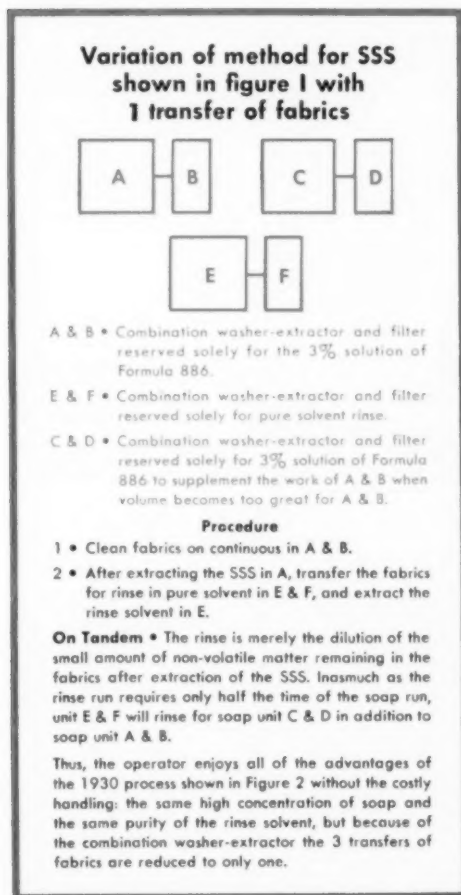 Variation of method for SSS
shown in figure I with
1 transfer of fabrics
A B C D
E F
A & B • Combination washer-extractor and filter
reserved solely for the 3% solution of
Formula 886.
E & F • Combination washer-extractor and filter
reserved solely for pure solvent rinse.
C & D • Combination washer-extractor and filter
reserved solely for 3% solution of Formula
886 to supplement the work of A & B when
volume becomes too great for A & B.
Procedure
1 • Clean fabrics on continuous in A & B.
2 • After extracting the SSS in A, transfer the fabrics
for rinse in pure solvent in E & F, and extract the
rinse solvent in E.
On Tandem • The rinse is merely the dilution of the
small amount of non-volatile matter remaining in the
fabrics after extraction of the SSS. Inasmuch as the
rinse run requires only half the time of the soap run,
unit E & F will rinse for soap unit C & D in addition to
soap unit A & B.
Thus, the operator enjoys all of the advantages of
the 1930 process shown in Figure 2 without the costly
handling: the same high concentration of soap and
the same purity of the rinse solvent, but because of
the combination washer-extractor the 3 transfers of
fabrics are reduced to only one.